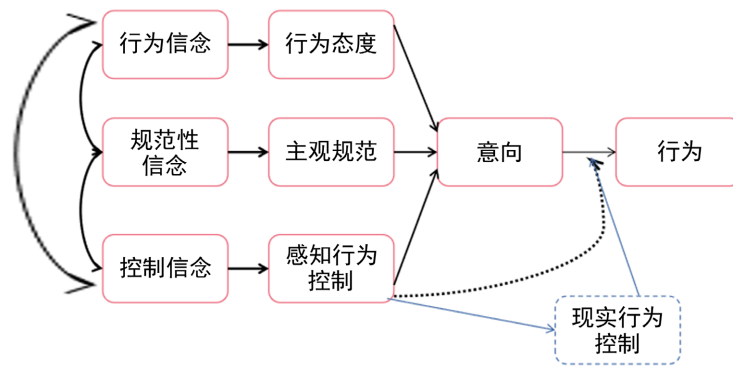 行为信念
行为态度
规范性
信念
主观规范
意向
行为
控制信念
感知行为
控制
现实行为
控制